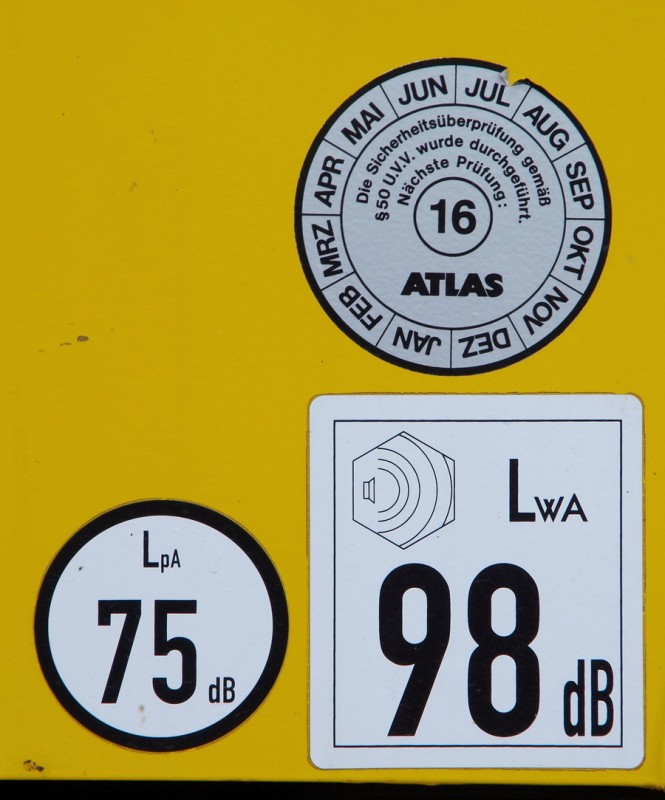 JAN FEB MRZ APR MAI JUN JUL AUG SEP OKT NOV DEZ
Die Sicherheitsüberprüfung gemäß
§50 U.V.V. wurde durchgeführt.
Nächste Prüfung:
16
ATLAS
LWA
98 dB
LpA
75 dB